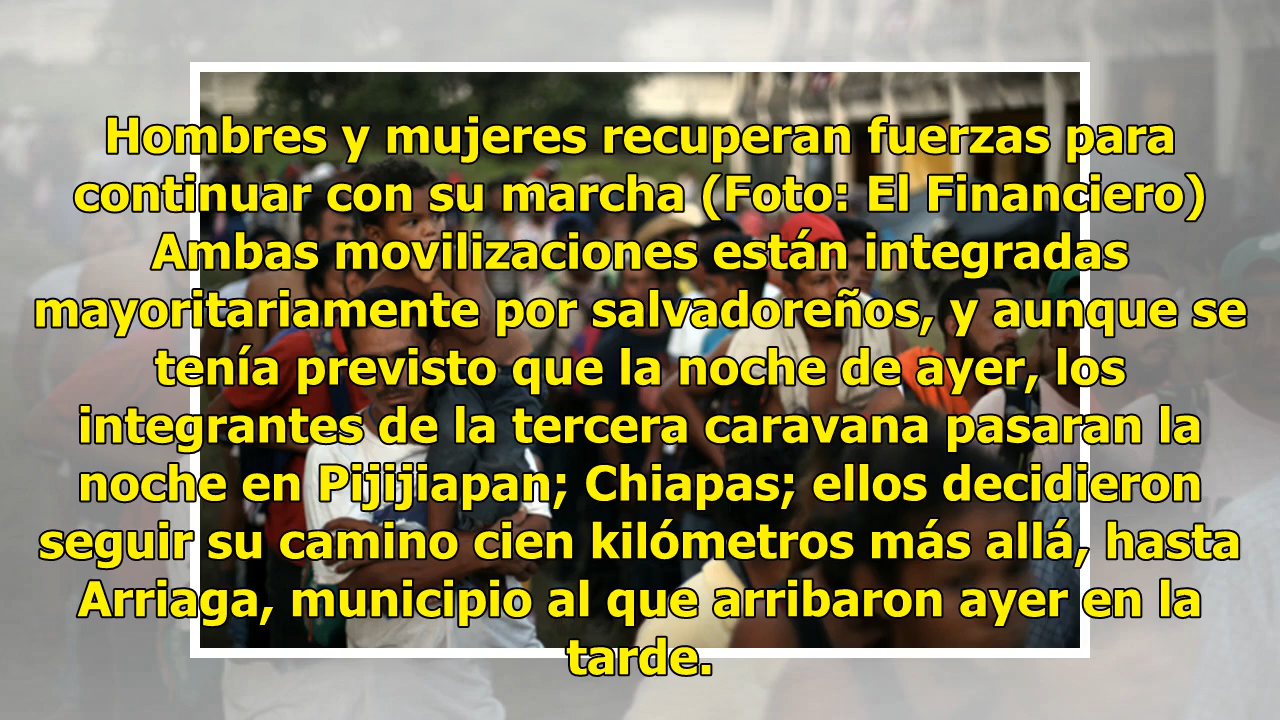 Hombres y mujeres recuperan fuerzas para
continuar con su marcha (Foto: El Financiero)
Ambas movilizaciones están integradas
mayoritariamente por salvadoreños, y aunque se
tenía previsto que la noche de ayer, los
integrantes de la tercera caravana pasaran la
noche en Pijijiapan; Chiapas; ellos decidieron
seguir su camino cien kilómetros más allá, hasta
Arriaga, municipio al que arribaron ayer en la
tarde.